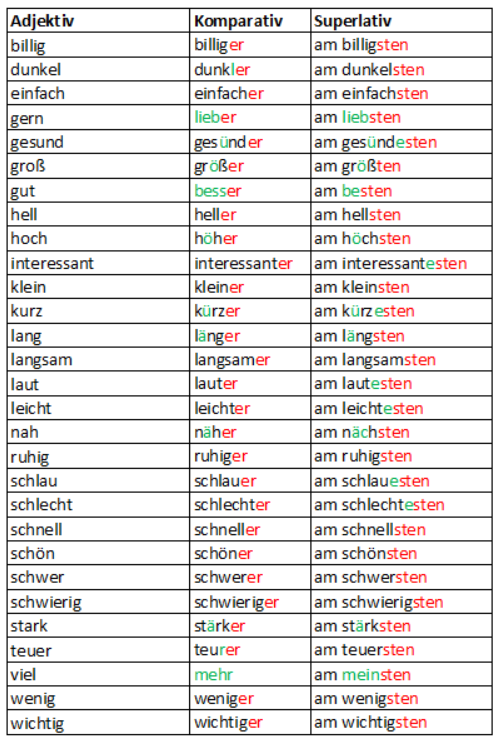 Adjektiv Komparativ Superlativ
billig billiger am billigsten
dunkel dunkler am dunkelsten
einfach einfacher am einfachsten
gern lieber am liebsten
gesund gesünder am gesündesten
groß größer am größten
gut besser am besten
hell heller am hellsten
hoch höher am höchsten
interessant interessanter am interessantesten
klein kleiner am kleinsten
kurz kürzer am kürzesten
lang länger am längsten
langsam langsamer am langsamsten
laut lauter am lautesten
leicht leichter am leichtesten
nah näher am nächsten
ruhig ruhiger am ruhigsten
schlau schlauer am schlauesten
schlecht schlechter am schlechtesten
schnell schneller am schnellsten
schön schöner am schönsten
schwer schwerer am schwersten
schwierig schwieriger am schwierigsten
stark stärker am stärksten
teuer teurer am teuersten
viel mehr am meinsten
wenig weniger am wenigsten
wichtig wichtiger am wichtigsten